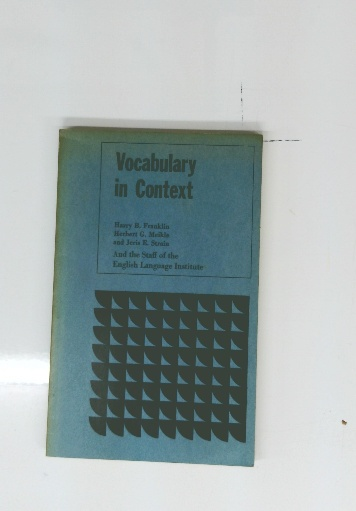 Vocabulary
in Context
Harry B. Franklin
Herbert G. Meikle
and Jeris E. Strain
And the Staff of the
English Language Institute